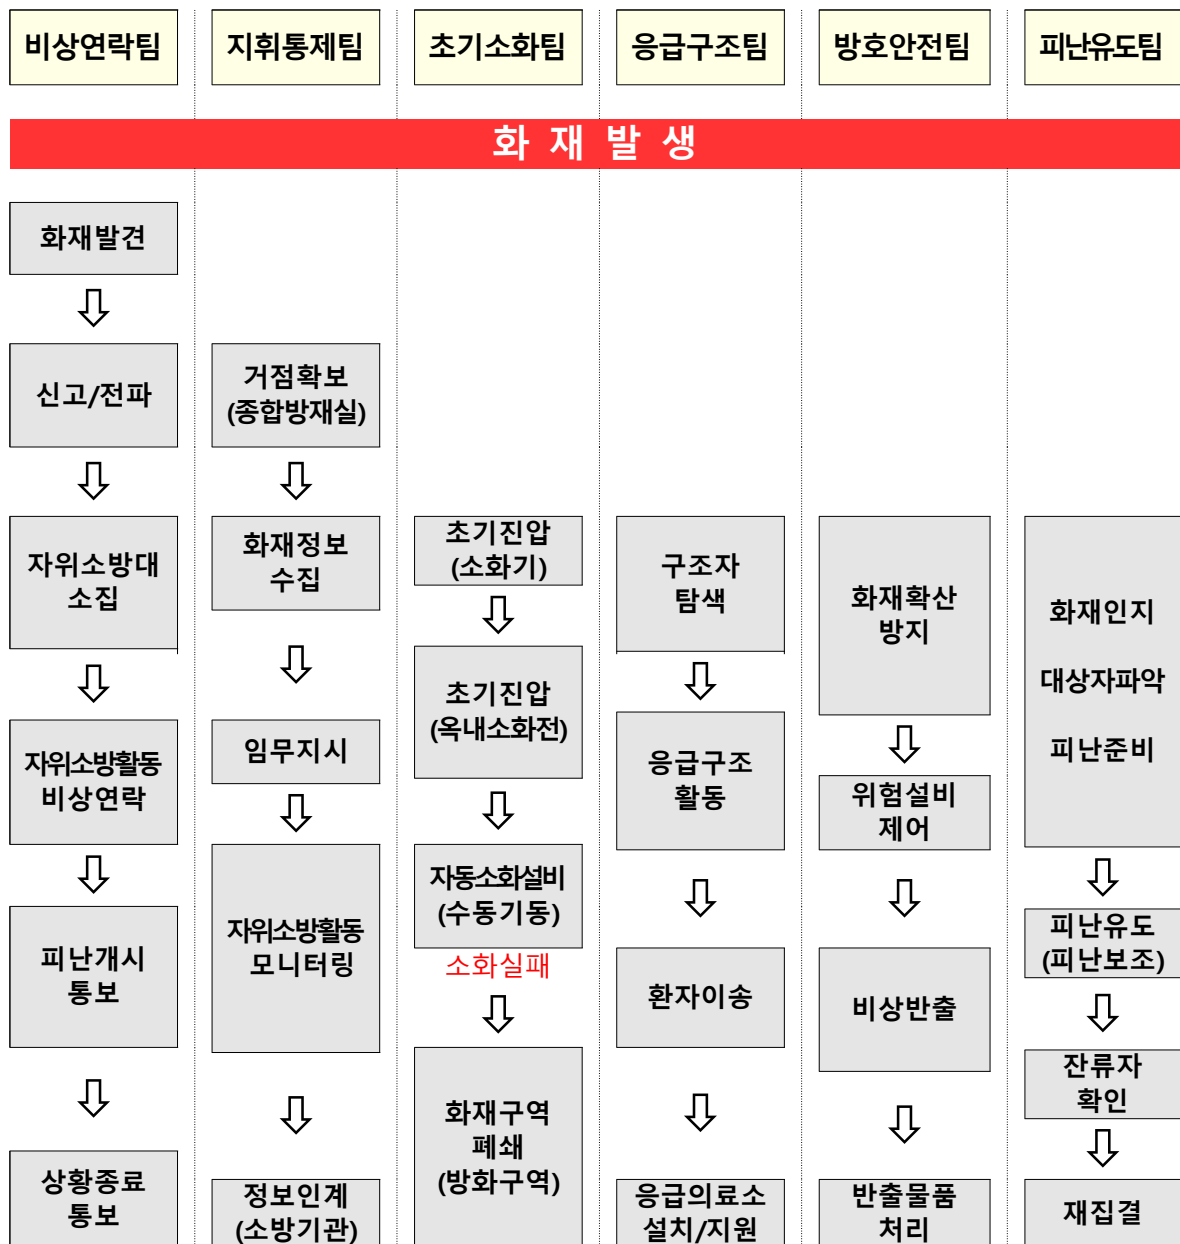 비상연락팀
지휘통제팀
초기소화팀
응급구조팀
방호안전팀
피난유도팀
화 재 발 생
화재발견
신고/전파
자위소방대
소집
자위소방활동
비상연락
피난개시
통보
상황종료
통보
거점확보
(종합방재실)
화재정보
수집
임무지시
자위소방활동
모니터링
정보인계
(소방기관)
초기진압
(소화기)
초기진압
(옥내소화전)
자동소화설비
(수동기동)
소화실패
화재구역
폐쇄
(방화구역)
구조자
탐색
응급구조
활동
환자이송
응급의료소
설치/지원
화재확산
방지
위험설비
제어
비상반출
반출물품
처리
화재인지
대상자파악
피난준비
피난유도
(피난보조)
잔류자
확인
재집결